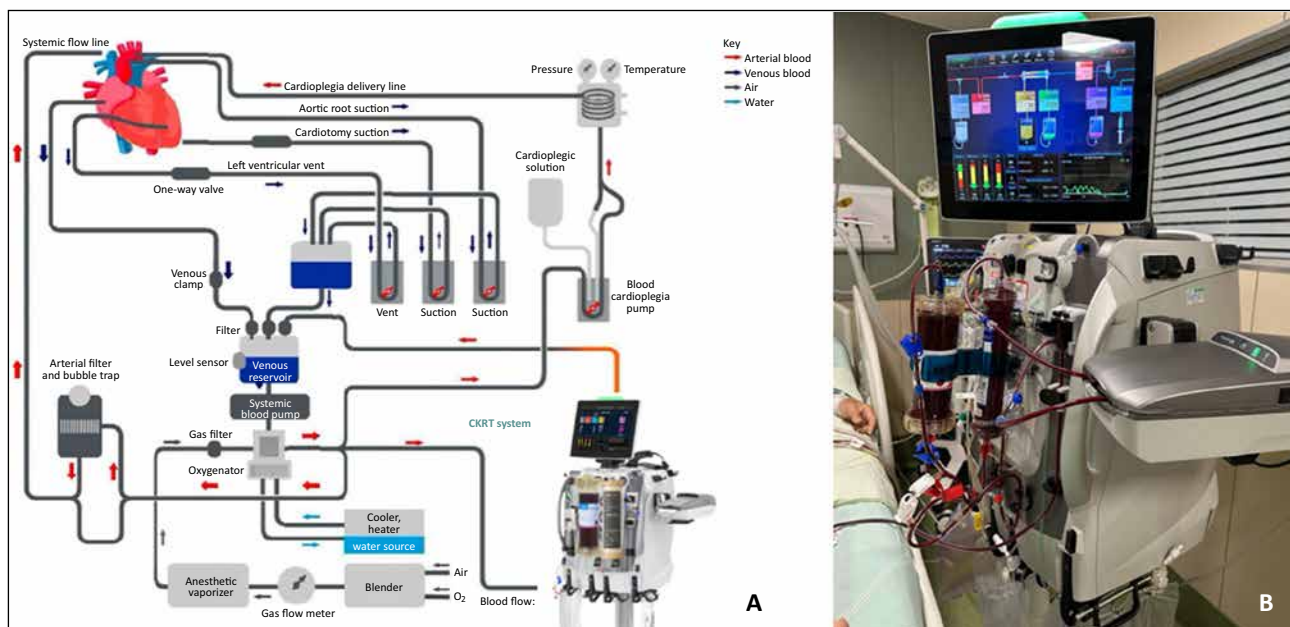 Systemic flow line
Cardioplegia delivery line
Aortic root suction
Cardiotomy suction
Left ventricular vent
One-way valve
Pressure
Temperature
Key
Arterial blood
Venous blood
Air
Water
Cardioplegic
solution
Venous
clamp
Filter
Level sensor
Venous
reservoir
Systemic
blood pump
Vent
Suction
Suction
Blood
cardioplegia
pump
Arterial filter
and bubble trap
Gas filter
Oxygenator
CKRT system
Cooler,
heater
water source
Anesthetic
vaporizer
Gas flow meter
Blender
Air
O₂
Blood flow:
A
B